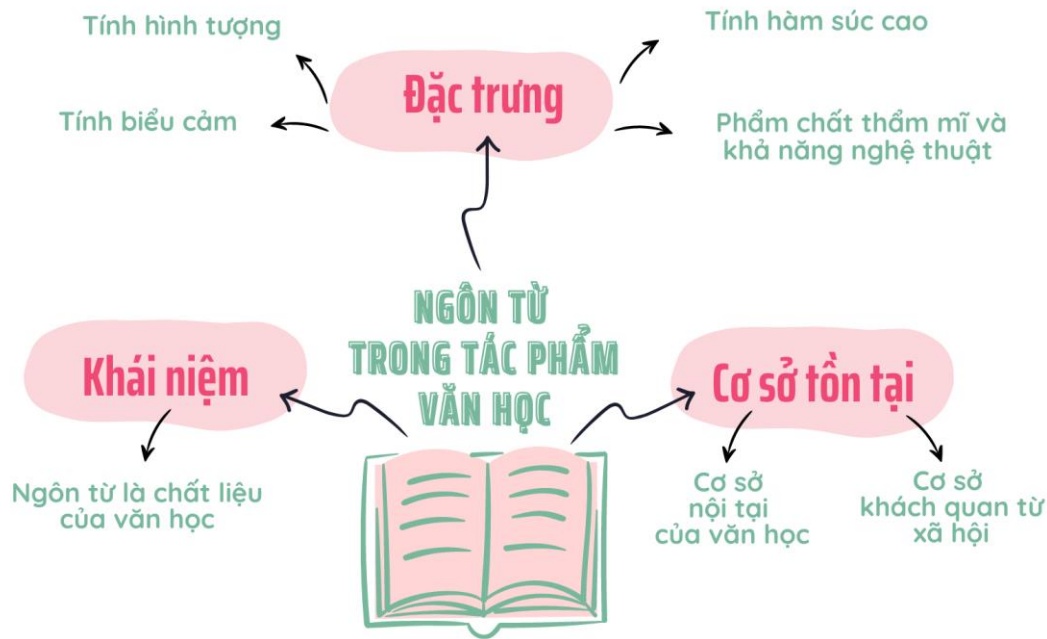 Tính hình tượng
Tính hàm súc cao
Đặc trưng
Tính biểu cảm
Phẩm chất thẩm mĩ và
khả năng nghệ thuật
NGÔN TỪ
TRONG TÁC PHẨM
VĂN HỌC
Khái niệm
Cơ sở tồn tại
Ngôn từ là chất liệu
của văn học
Cơ sở
nội tại
của văn học
Cơ sở
khách quan từ
xã hội